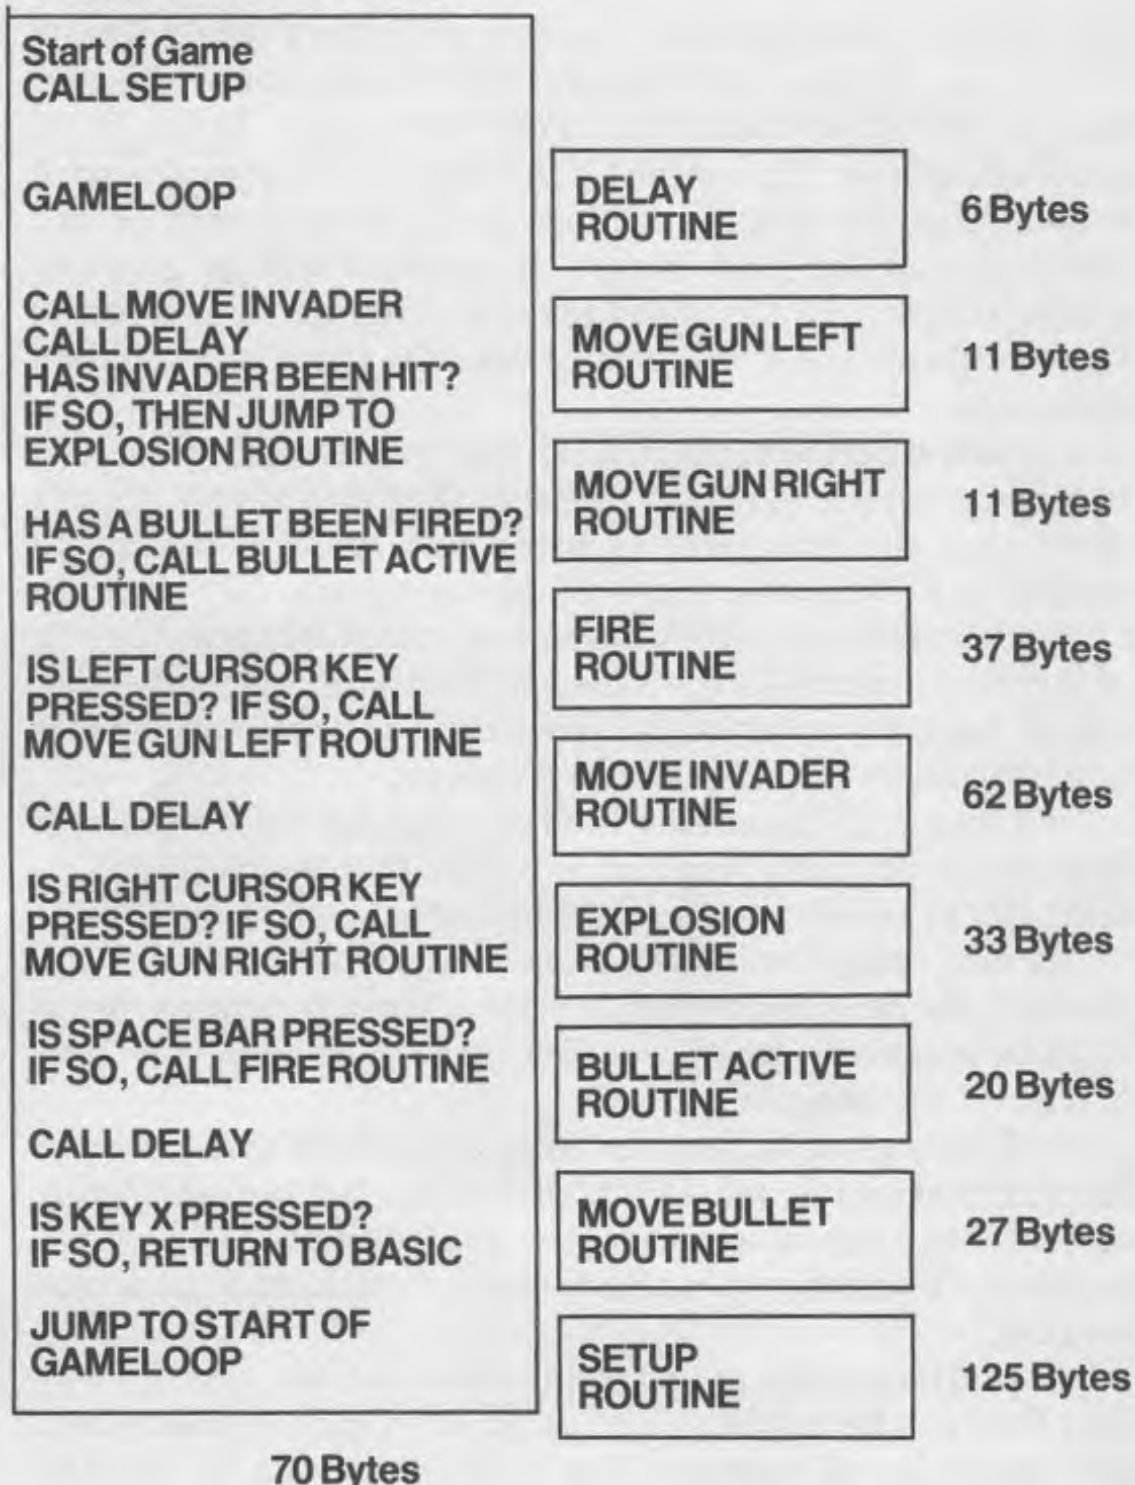 Start of Game
CALL SETUP
GAMELOOP
CALL MOVE INVADER
CALL DELAY
HAS INVADER BEEN HIT?
IF SO, THEN JUMP TO
EXPLOSION ROUTINE
HAS A BULLET BEEN FIRED?
IF SO, CALL BULLET ACTIVE
ROUTINE
IS LEFT CURSOR KEY
PRESSED? IF SO, CALL
MOVE GUN LEFT ROUTINE
CALL DELAY
IS RIGHT CURSOR KEY
PRESSED? IF SO, CALL
MOVE GUN RIGHT ROUTINE
IS SPACE BAR PRESSED?
IF SO, CALL FIRE ROUTINE
CALL DELAY
IS KEY X PRESSED?
IF SO, RETURN TO BASIC
JUMP TO START OF
GAMELOOP
70 Bytes
DELAY
ROUTINE
6 Bytes
MOVE GUN LEFT
ROUTINE
11 Bytes
MOVE GUN RIGHT
ROUTINE
11 Bytes
FIRE
ROUTINE
37 Bytes
MOVE INVADER
ROUTINE
62 Bytes
EXPLOSION
ROUTINE
33 Bytes
BULLET ACTIVE
ROUTINE
20 Bytes
MOVE BULLET
ROUTINE
27 Bytes
SETUP
ROUTINE
125 Bytes